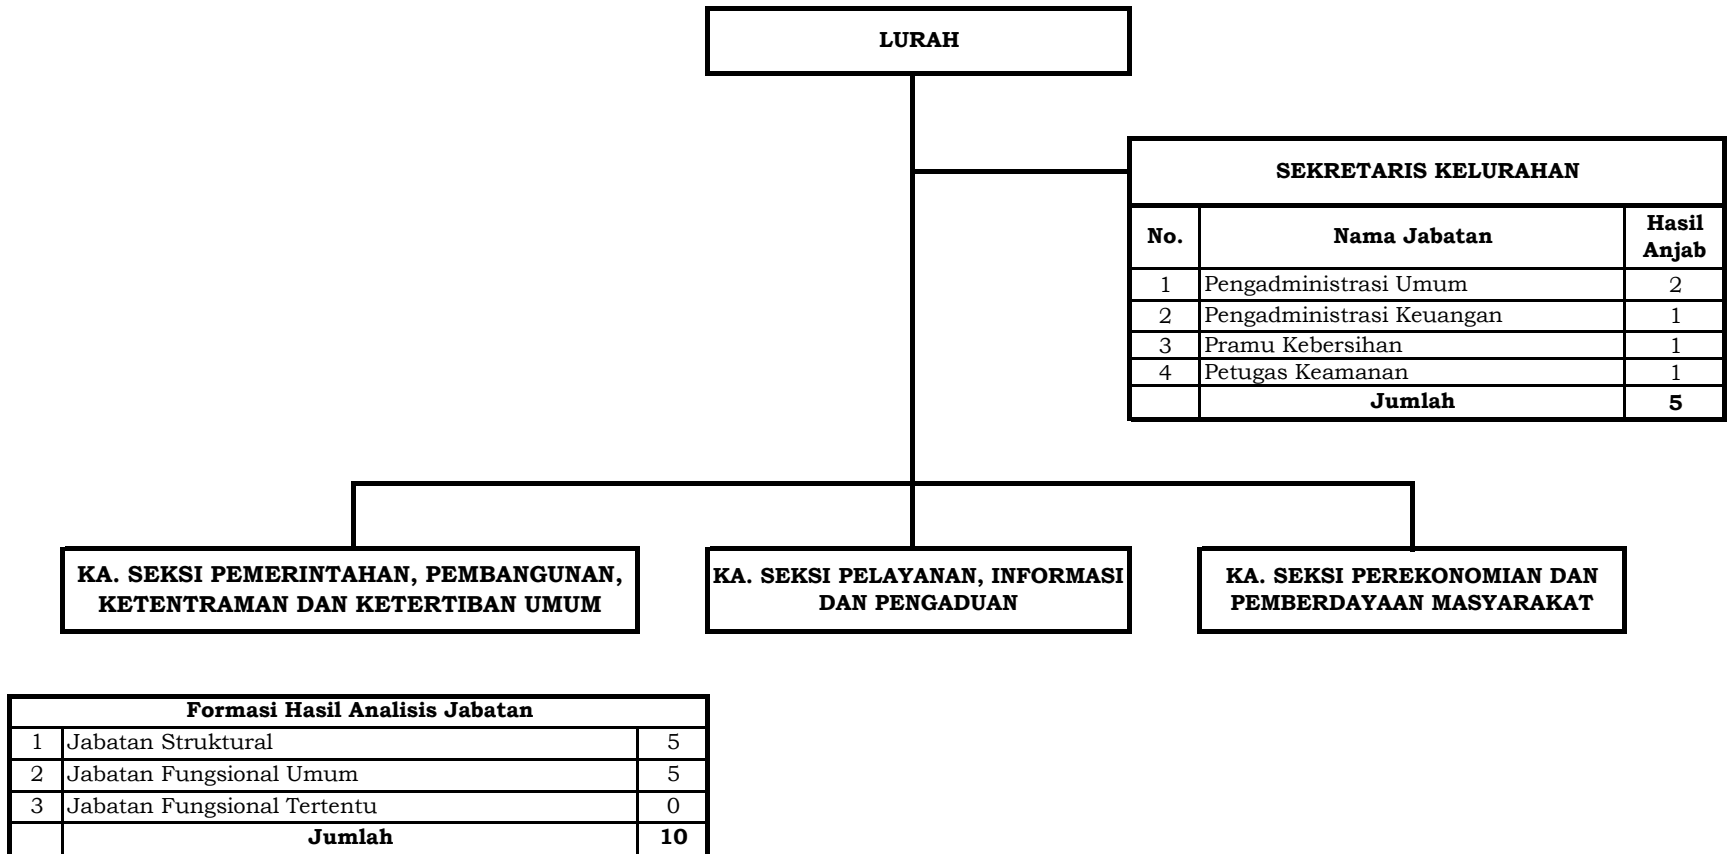 LURAH
SEKRETARIS KELURAHAN
No. Nama Jabatan Hasil Anjab
1 Pengadministrasi Umum 2
2 Pengadministrasi Keuangan 1
3 Pramu Kebersihan 1
4 Petugas Keamanan 1
Jumlah 5
KA. SEKSI PEMERINTAHAN, PEMBANGUNAN,
KETENTRAMAN DAN KETERTIBAN UMUM
KA. SEKSI PELAYANAN, INFORMASI
DAN PENGADUAN
KA. SEKSI PEREKONOMIAN DAN
PEMBERDAYAAN MASYARAKAT
Formasi Hasil Analisis Jabatan
1 Jabatan Struktural 5
2 Jabatan Fungsional Umum 5
3 Jabatan Fungsional Tertentu 0
Jumlah 10